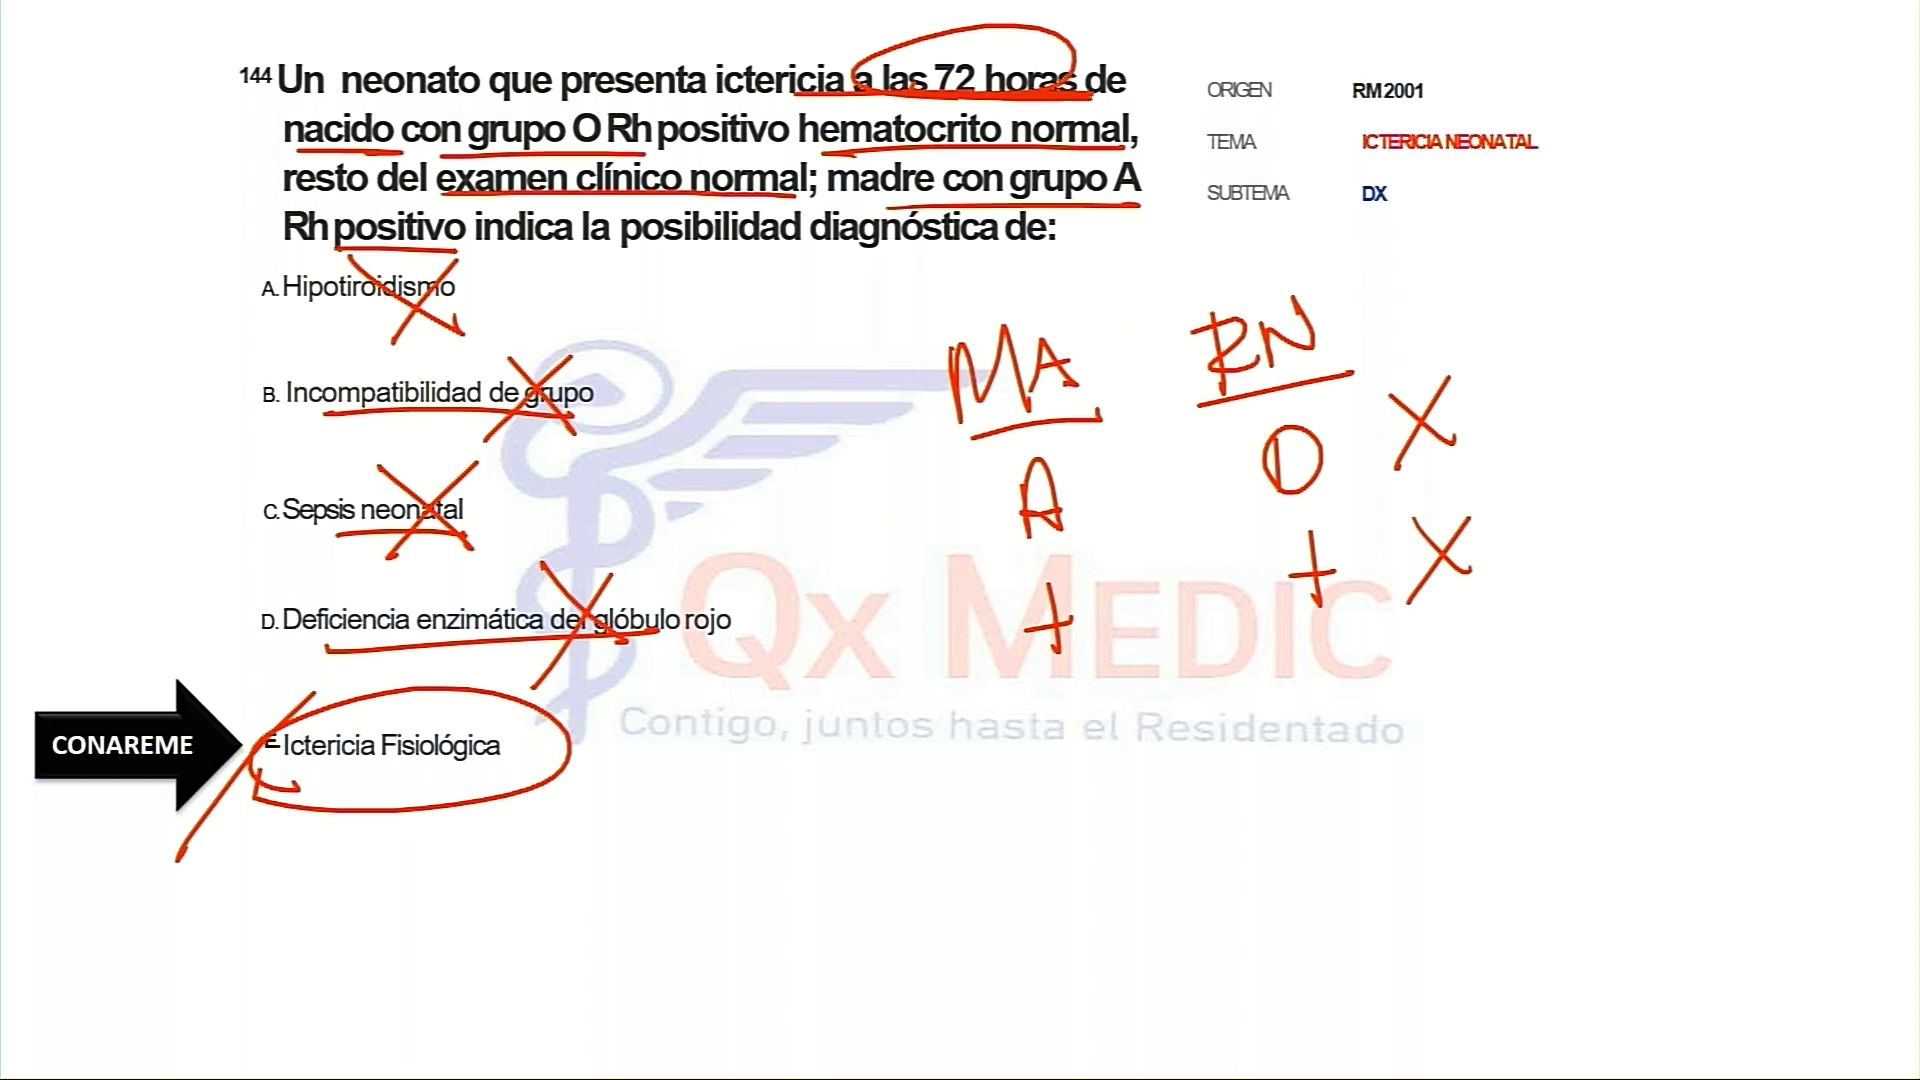 144 Un neonato que presenta ictericia a las 72 horas de
nacido con grupo O Rh positivo hematocrito normal,
resto del examen clínico normal; madre con grupo A
Rh positivo indica la posibilidad diagnóstica de:
ORIGEN RM 2001
TEMA ICTERICIA NEONATAL
SUBTEMA DX
A. Hipotiroidismo
B. Incompatibilidad de grupo
C. Sepsis neonatal
D. Deficiencia enzimática del glóbulo rojo
CONAREME
E Ictericia Fisiológica
MA RN
A O X
+ + X
QX MEDIC
Contigo, juntos hasta el Residentado